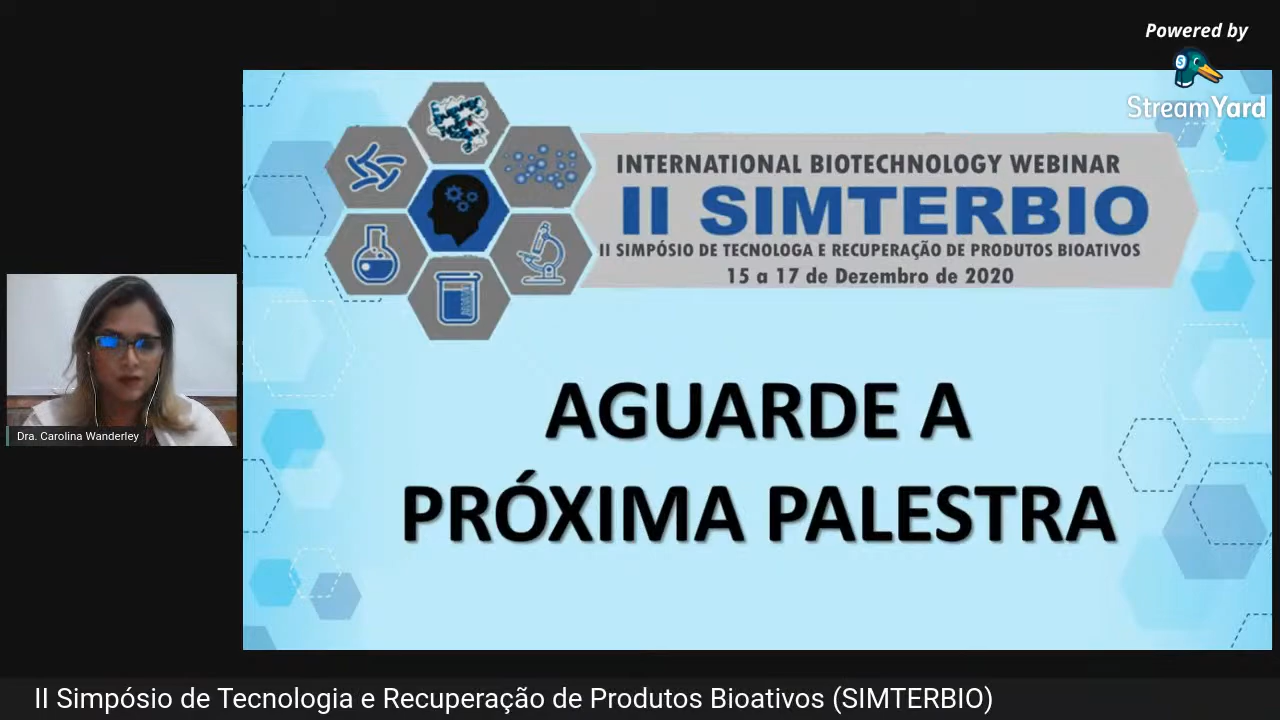 Powered by
StreamYard
INTERNATIONAL BIOTECHNOLOGY WEBINAR
II SIMTERBIO
II SIMPÓSIO DE TECNOLOGA E RECUPERAÇÃO DE PRODUTOS BIOATIVOS
15 a 17 de Dezembro de 2020
AGUARDE A
PRÓXIMA PALESTRA
Dra. Carolina Wanderley
II Simpósio de Tecnologia e Recuperação de Produtos Bioativos (SIMTERBIO)